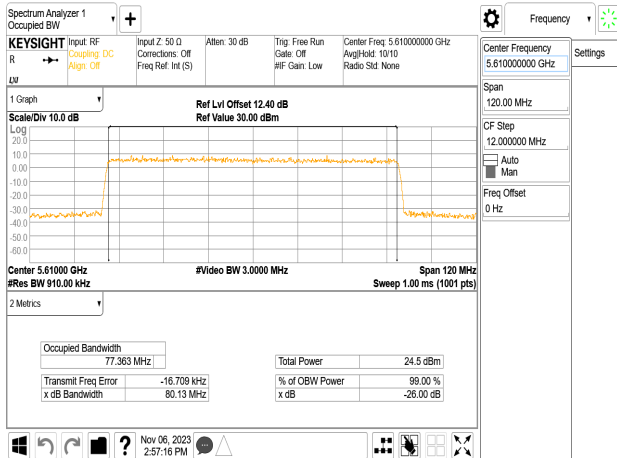 Spectrum Analyzer 1
Occupied BW
Frequency
KEYSIGHT
R
Input: RF
Coupling: DC
Align: Off
Input Z: 50 Ω
Corrections: Off
Freq Ref: Int (S)
Atten: 30 dB
Trig: Free Run
Gate: Off
#IF Gain: Low
Center Freq: 5.610000000 GHz
Avg|Hold: 10/10
Radio Std: None
Center Frequency
5.610000000 GHz
Settings
Span
120.00 MHz
CF Step
12.000000 MHz
Auto
Man
Freq Offset
0 Hz
1 Graph
Scale/Div 10.0 dB
Ref Lvl Offset 12.40 dB
Ref Value 30.00 dBm
Log
20.0
10.0
0.00
-10.0
-20.0
-30.0
-40.0
-50.0
-60.0
Center 5.61000 GHz
#Video BW 3.0000 MHz
Span 120 MHz
#Res BW 910.00 kHz
Sweep 1.00 ms (1001 pts)
2 Metrics
Occupied Bandwidth
77.363 MHz
Total Power 24.5 dBm
Transmit Freq Error -16.709 kHz
% of OBW Power 99.00 %
x dB Bandwidth 80.13 MHz
x dB -26.00 dB
?
Nov 06, 2023
2:57:16 PM